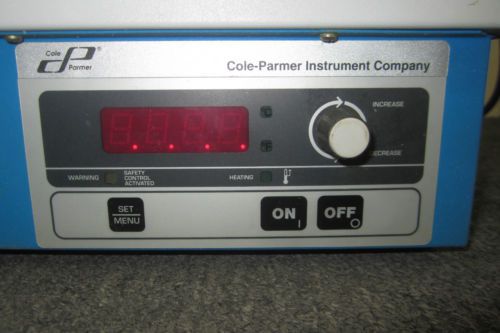 Cole
Parmer
®
Cole-Parmer Instrument Company
INCREASE
DECREASE
WARNING
SAFETY
CONTROL
ACTIVATED
HEATING
SET
MENU
ON
I
OFF
O